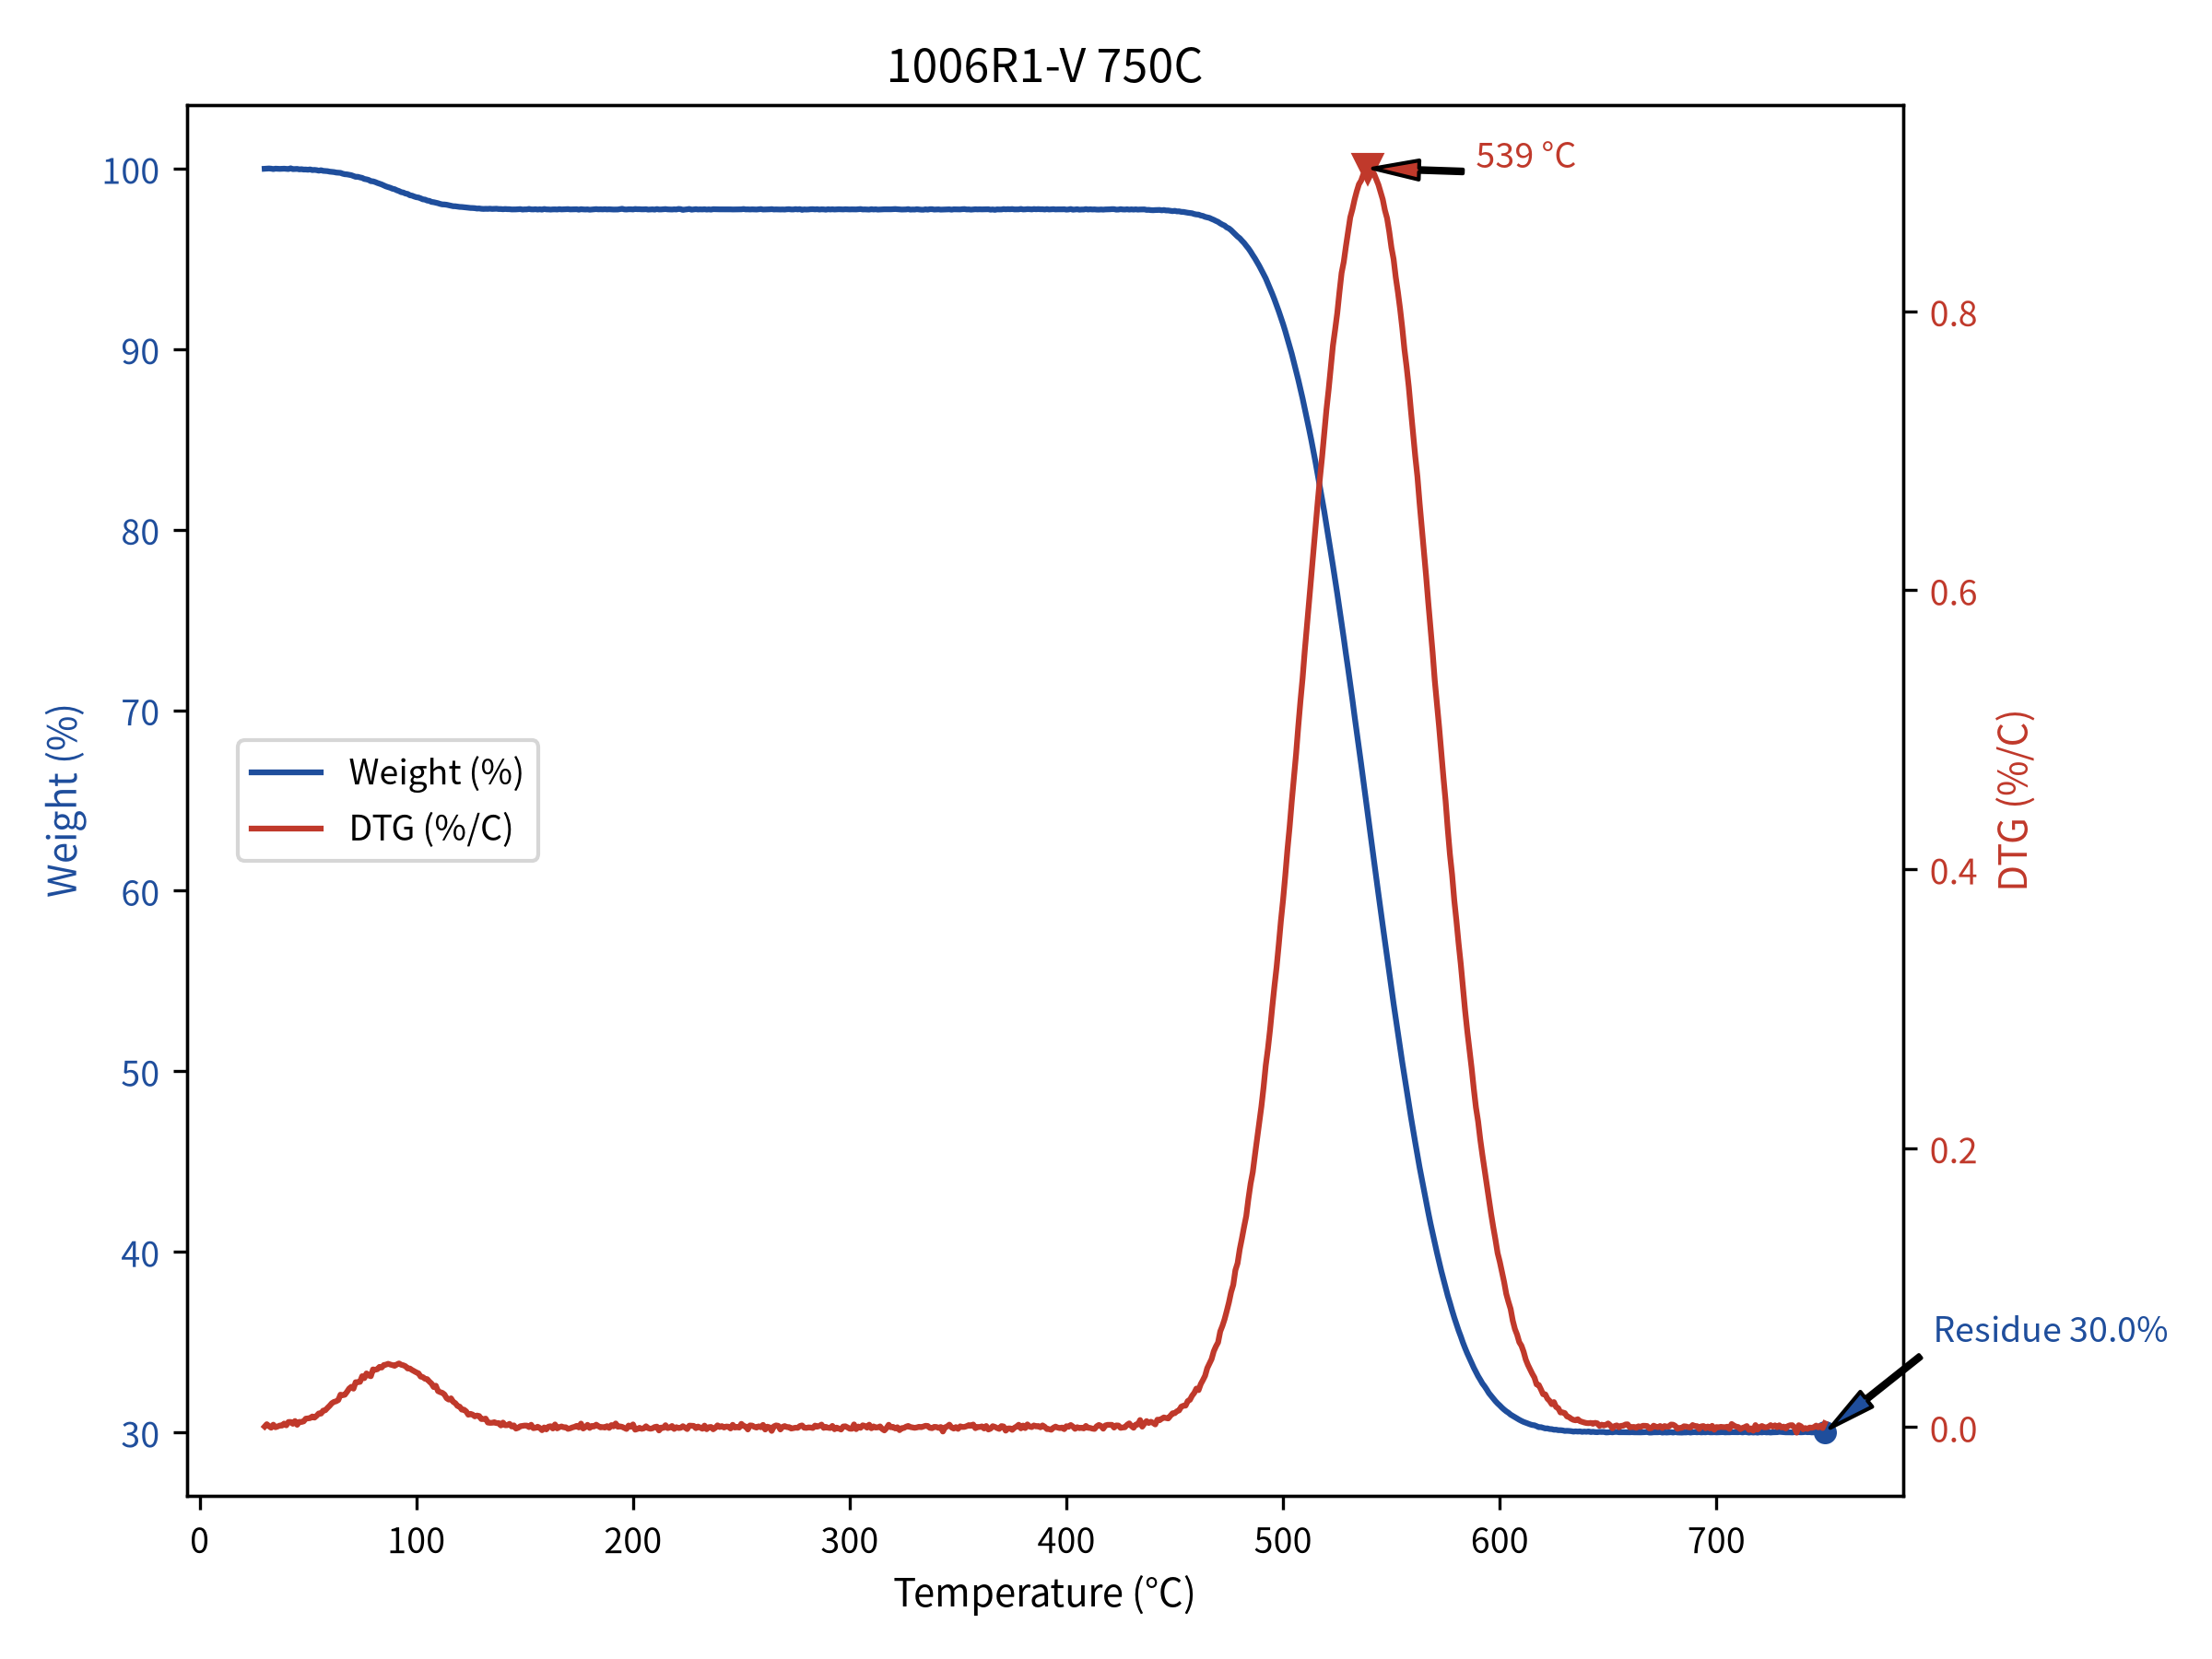 1006R1-V 750C
539 °C
100
90
80
70
60
50
40
30
Weight (%)
Weight (%)
DTG (%/C)
0.8
0.6
0.4
0.2
0.0
DTG (%/C)
Residue 30.0%
0 100 200 300 400 500 600 700
Temperature (°C)